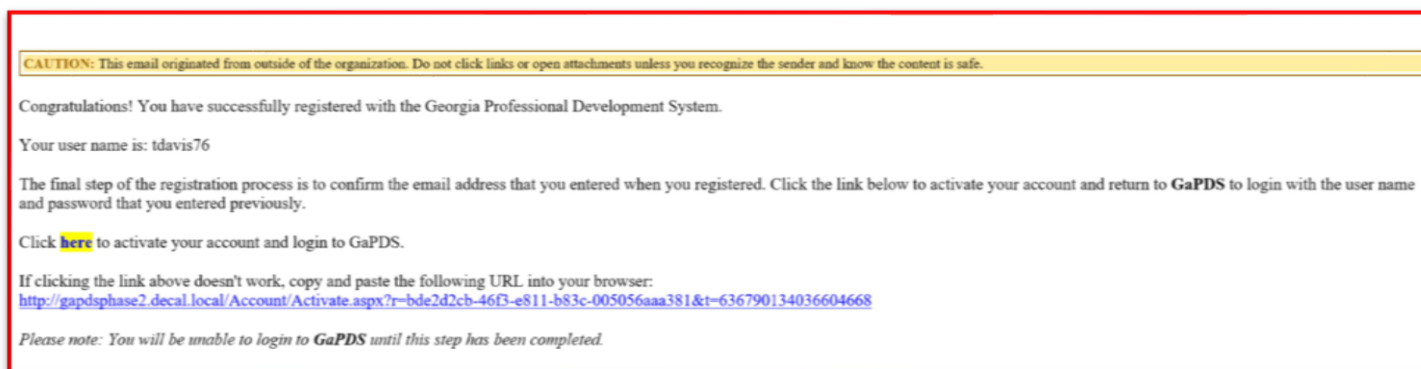 CAUTION: This email originated from outside of the organization. Do not click links or open attachments unless you recognize the sender and know the content is safe.
Congratulations! You have successfully registered with the Georgia Professional Development System.
Your user name is: tdavis76
The final step of the registration process is to confirm the email address that you entered when you registered. Click the link below to activate your account and return to GaPDS to login with the user name
and password that you entered previously.
Click here to activate your account and login to GaPDS.
If clicking the link above doesn't work, copy and paste the following URL into your browser:
http://gapdsphase2.decal.local/Account/Activate.aspx?r=bde2d2cb-46f3-e811-b83c-005056aaa381&t=636790134036604668
Please note: You will be unable to login to GaPDS until this step has been completed.